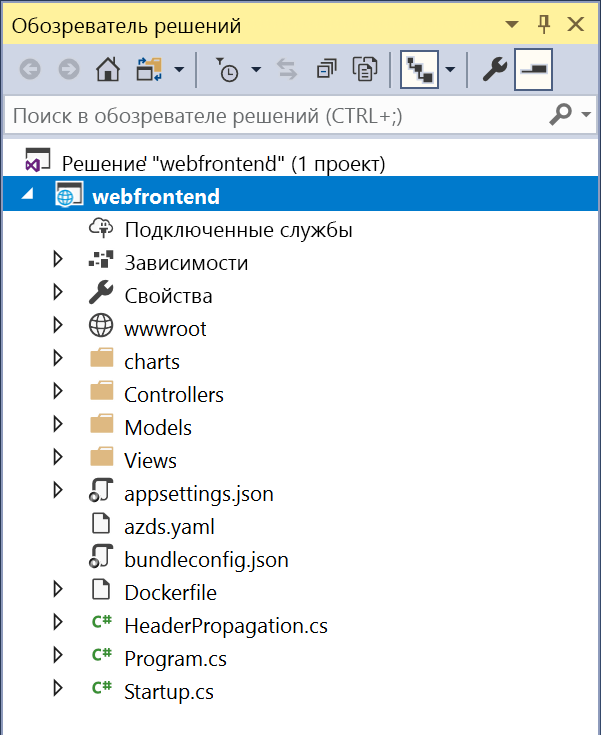 Обозреватель решений
Поиск в обозревателе решений (CTRL+;)
Решение' "webfrontend" (1 проект)
webfrontend
Подключенные службы
Зависимости
Свойства
wwwroot
charts
Controllers
Models
Views
appsettings.json
azds.yaml
bundleconfig.json
Dockerfile
C# HeaderPropagation.cs
C# Program.cs
C# Startup.cs